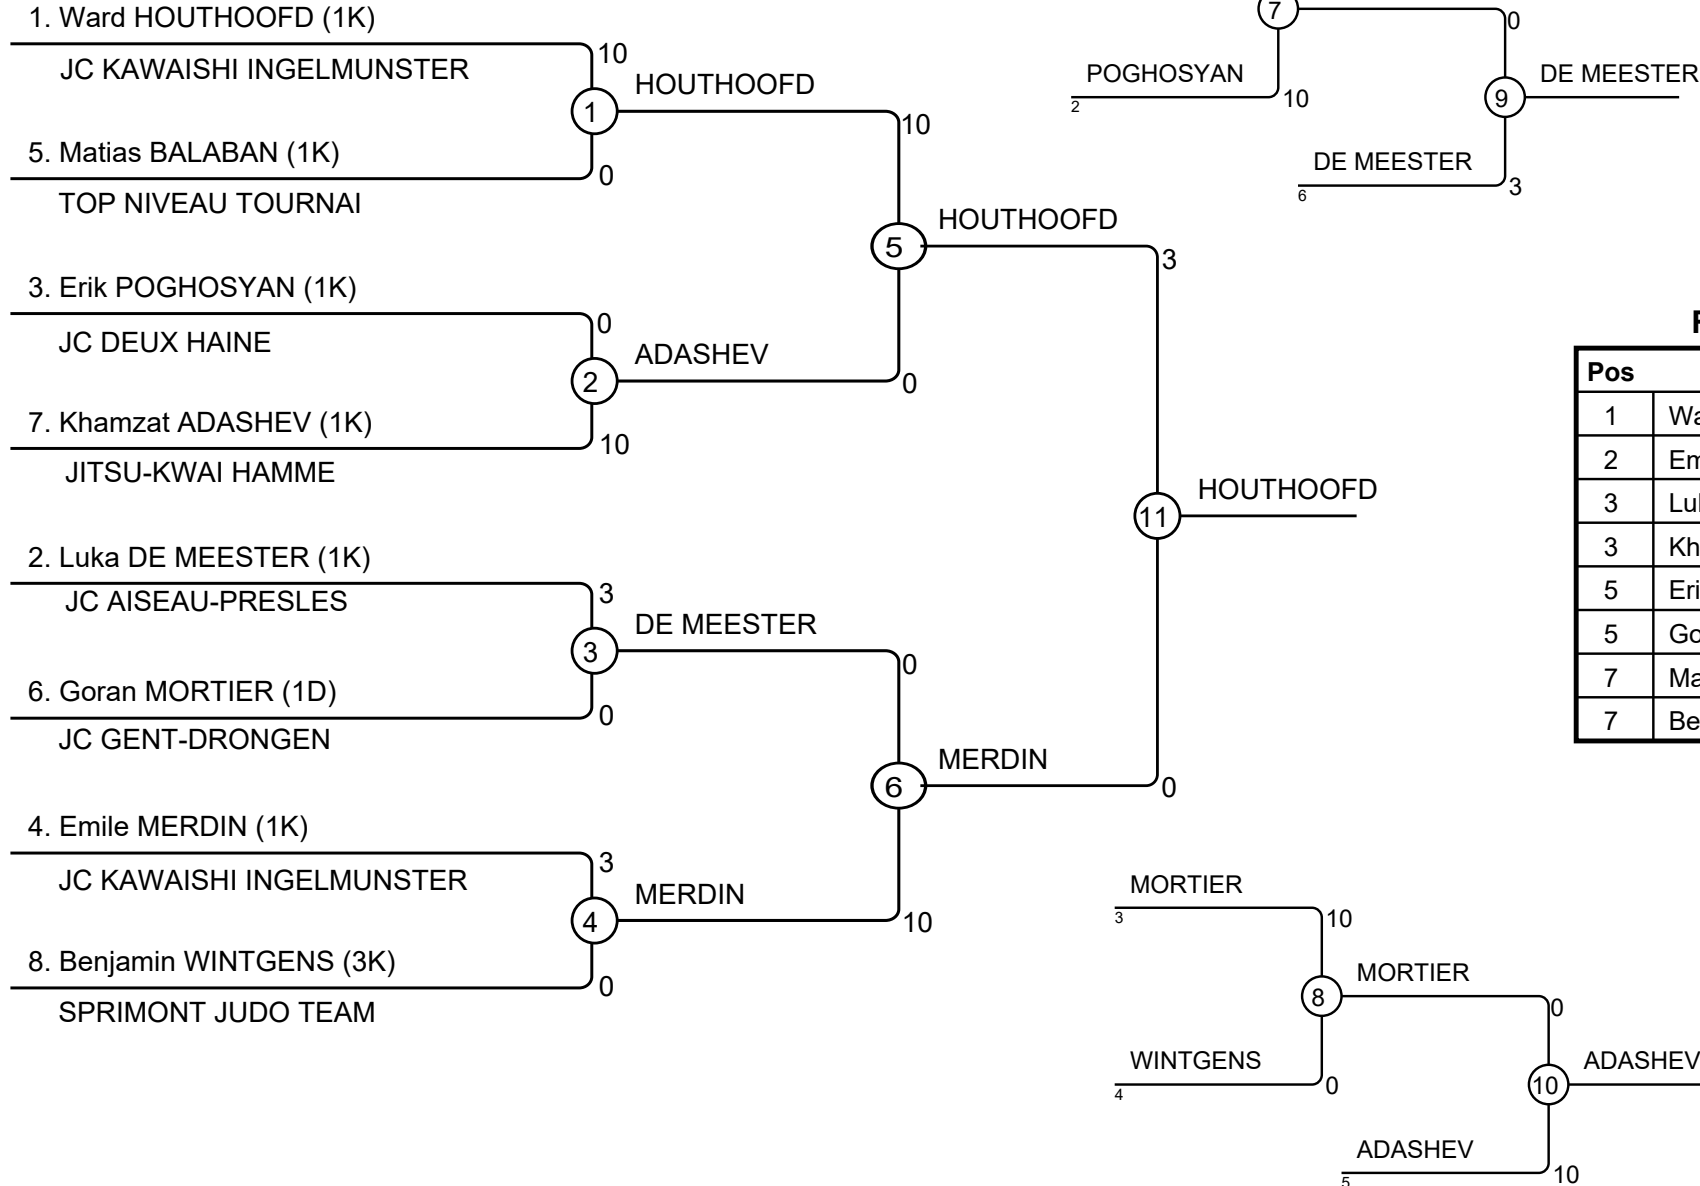 1. Ward HOUTHOOFD (1K)
10
JC KAWAISHI INGELMUNSTER
HOUTHOOFD
1
10
5. Matias BALABAN (1K)
0
TOP NIVEAU TOURNAI
HOUTHOOFD
5
3
3. Erik POGHOSYAN (1K)
0
JC DEUX HAINE
ADASHEV
2
0
7. Khamzat ADASHEV (1K)
10
JITSU-KWAI HAMME
HOUTHOOFD
11
2. Luka DE MEESTER (1K)
3
JC AISEAU-PRESLES
DE MEESTER
3
0
6. Goran MORTIER (1D)
0
JC GENT-DRONGEN
MERDIN
6
0
4. Emile MERDIN (1K)
3
JC KAWAISHI INGELMUNSTER
MERDIN
4
10
8. Benjamin WINTGENS (3K)
0
SPRIMONT JUDO TEAM
7
0
POGHOSYAN
2
10
DE MEESTER
9
DE MEESTER
6
3
Pos
1
2
3
3
5
5
7
7
MORTIER
3
10
MORTIER
8
0
WINTGENS
4
0
ADASHEV
10
ADASHEV
5
10